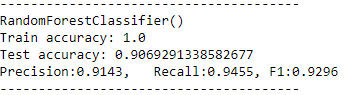 ----------------------------------------
RandomForestClassifier()
Train accuracy: 1.0
Test accuracy: 0.9069291338582677
Precision:0.9143,   Recall:0.9455, F1:0.9296
----------------------------------------